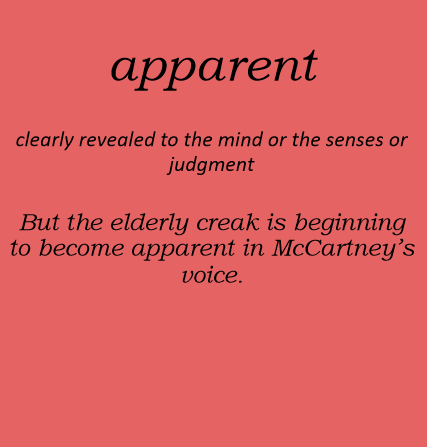 apparent
clearly revealed to the mind or the senses or
judgment
But the elderly creak is beginning
to become apparent in McCartney’s
voice.